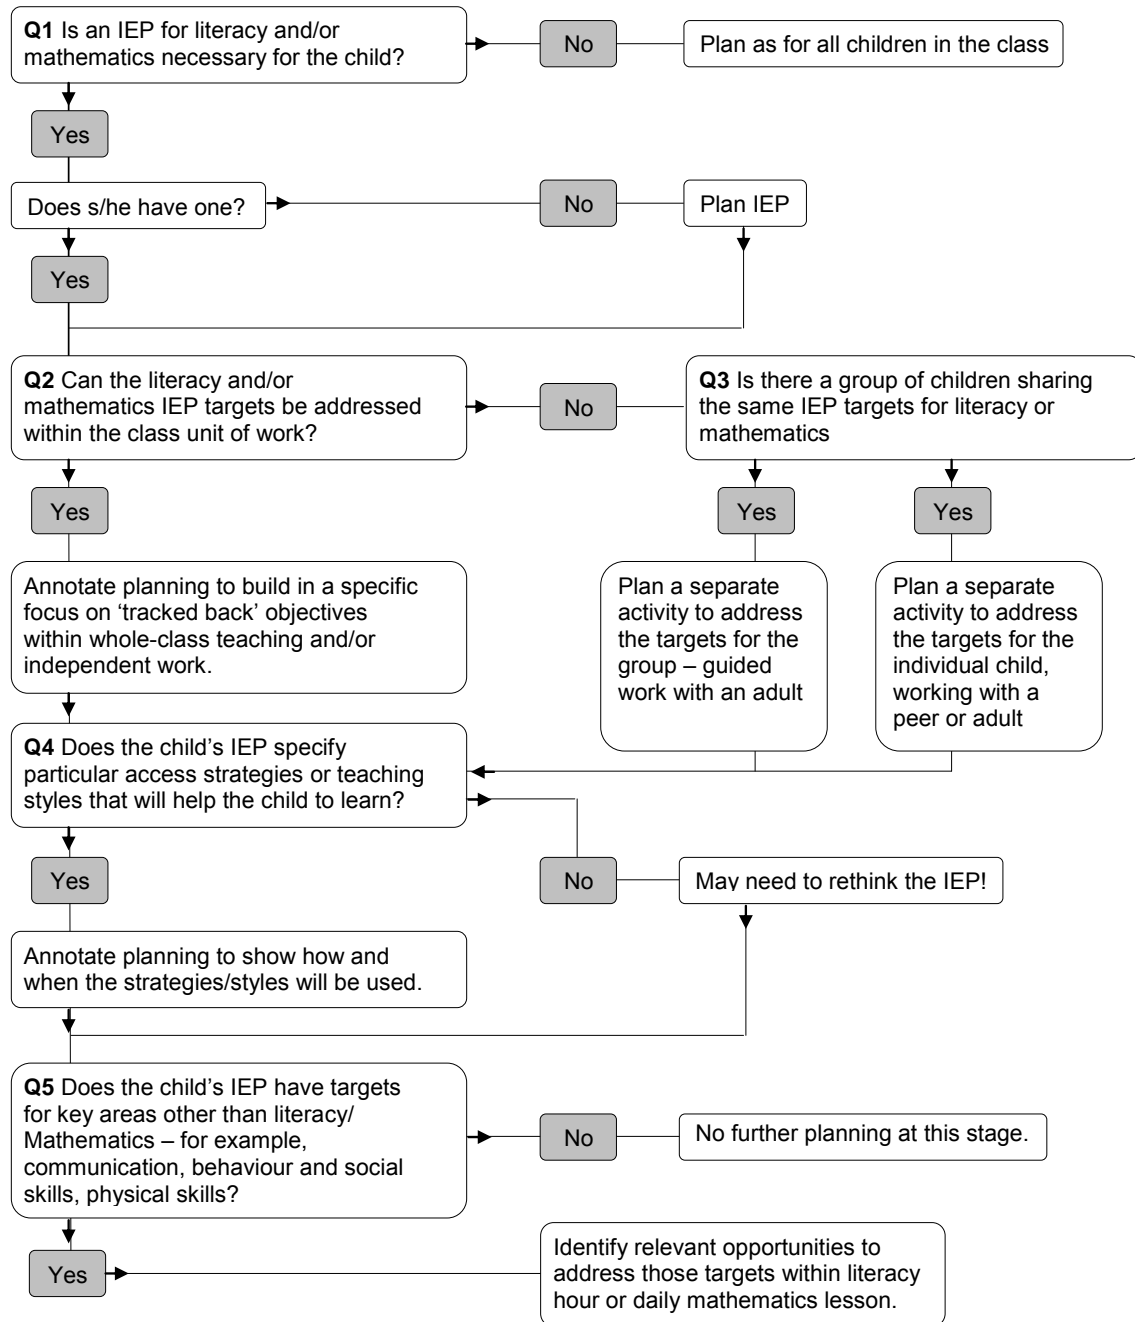 Q1 Is an IEP for literacy and/or
mathematics necessary for the child?
No
Plan as for all children in the class
Yes
Does s/he have one?
No
Plan IEP
Yes
Q2 Can the literacy and/or
mathematics IEP targets be addressed
within the class unit of work?
No
Q3 Is there a group of children sharing
the same IEP targets for literacy or
mathematics
Yes
Yes
Yes
Annotate planning to build in a specific
focus on ‘tracked back’ objectives
within whole-class teaching and/or
independent work.
Plan a separate
activity to address
the targets for the
group – guided
work with an adult
Plan a separate
activity to address
the targets for the
individual child,
working with a
peer or adult
Q4 Does the child’s IEP specify
particular access strategies or teaching
styles that will help the child to learn?
Yes
No
May need to rethink the IEP!
Annotate planning to show how and
when the strategies/styles will be used.
Q5 Does the child’s IEP have targets
for key areas other than literacy/
Mathematics – for example,
communication, behaviour and social
skills, physical skills?
No
No further planning at this stage.
Yes
Identify relevant opportunities to
address those targets within literacy
hour or daily mathematics lesson.